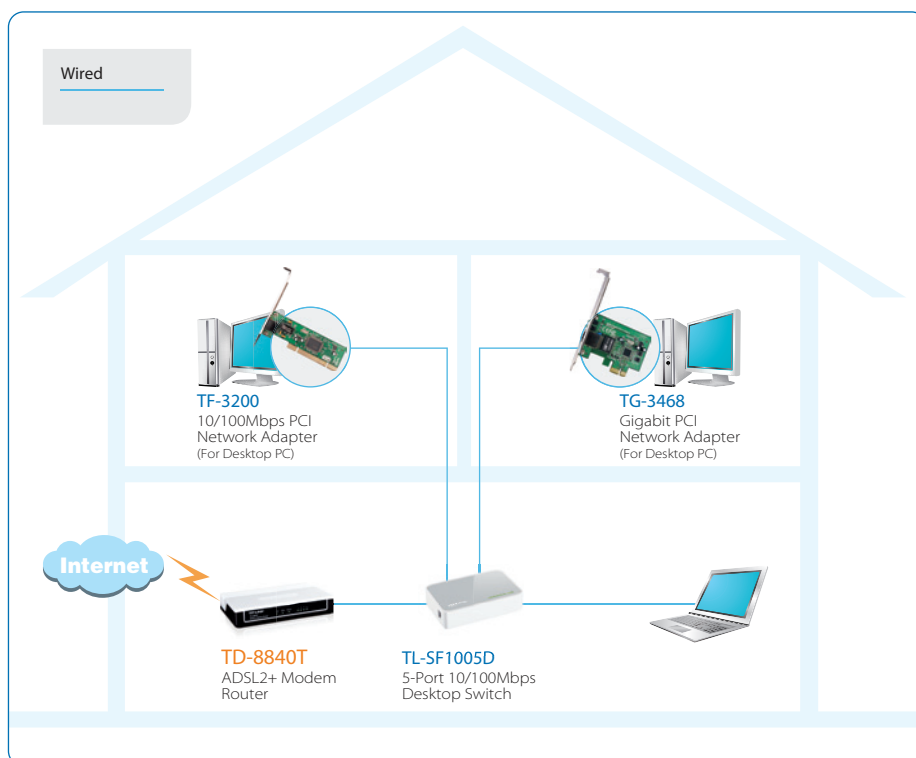 Wired
TF-3200
10/100Mbps PCI
Network Adapter
(For Desktop PC)
TG-3468
Gigabit PCI
Network Adapter
(For Desktop PC)
Internet
TD-8840T
ADSL2+ Modem
Router
TL-SF1005D
5-Port 10/100Mbps
Desktop Switch